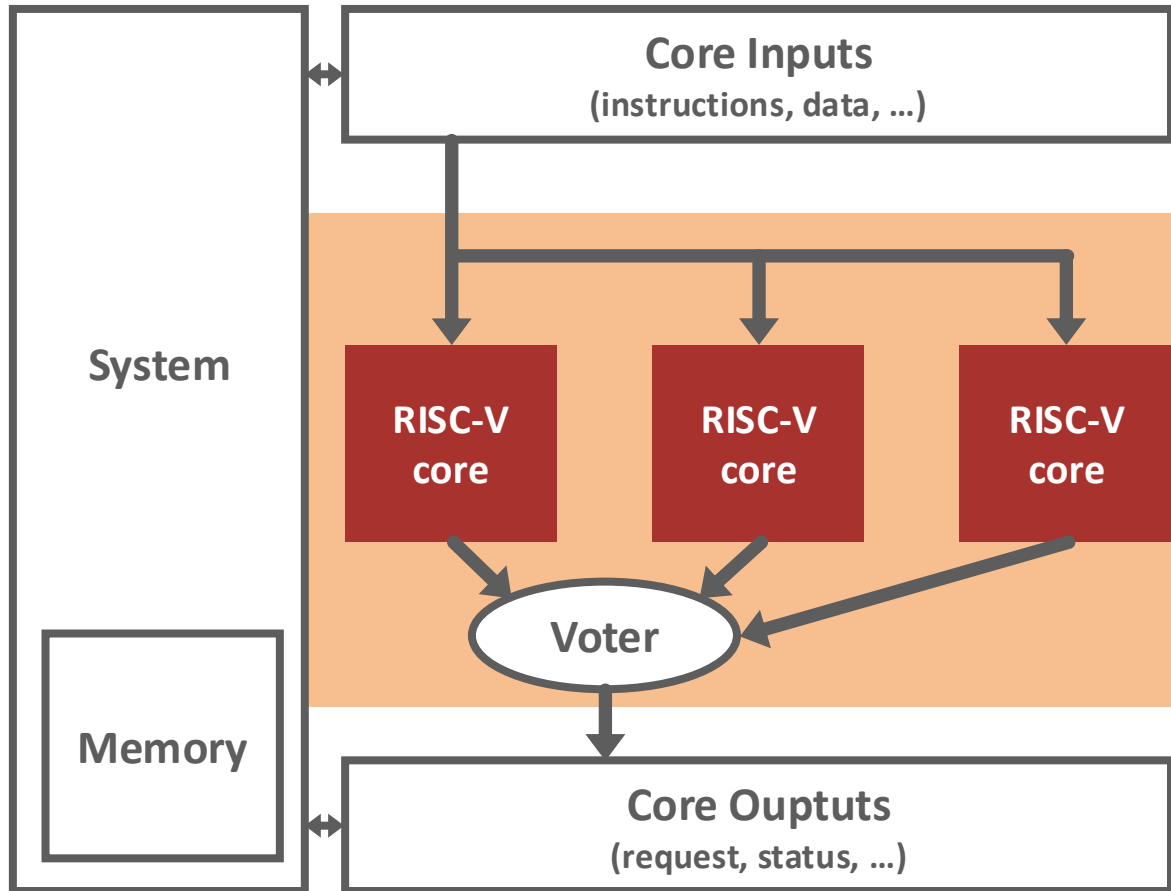 Core Inputs
(instructions, data, ...)
System
RISC-V
core
RISC-V
core
RISC-V
core
Voter
Memory
Core Ouptuts
(request, status, ...)